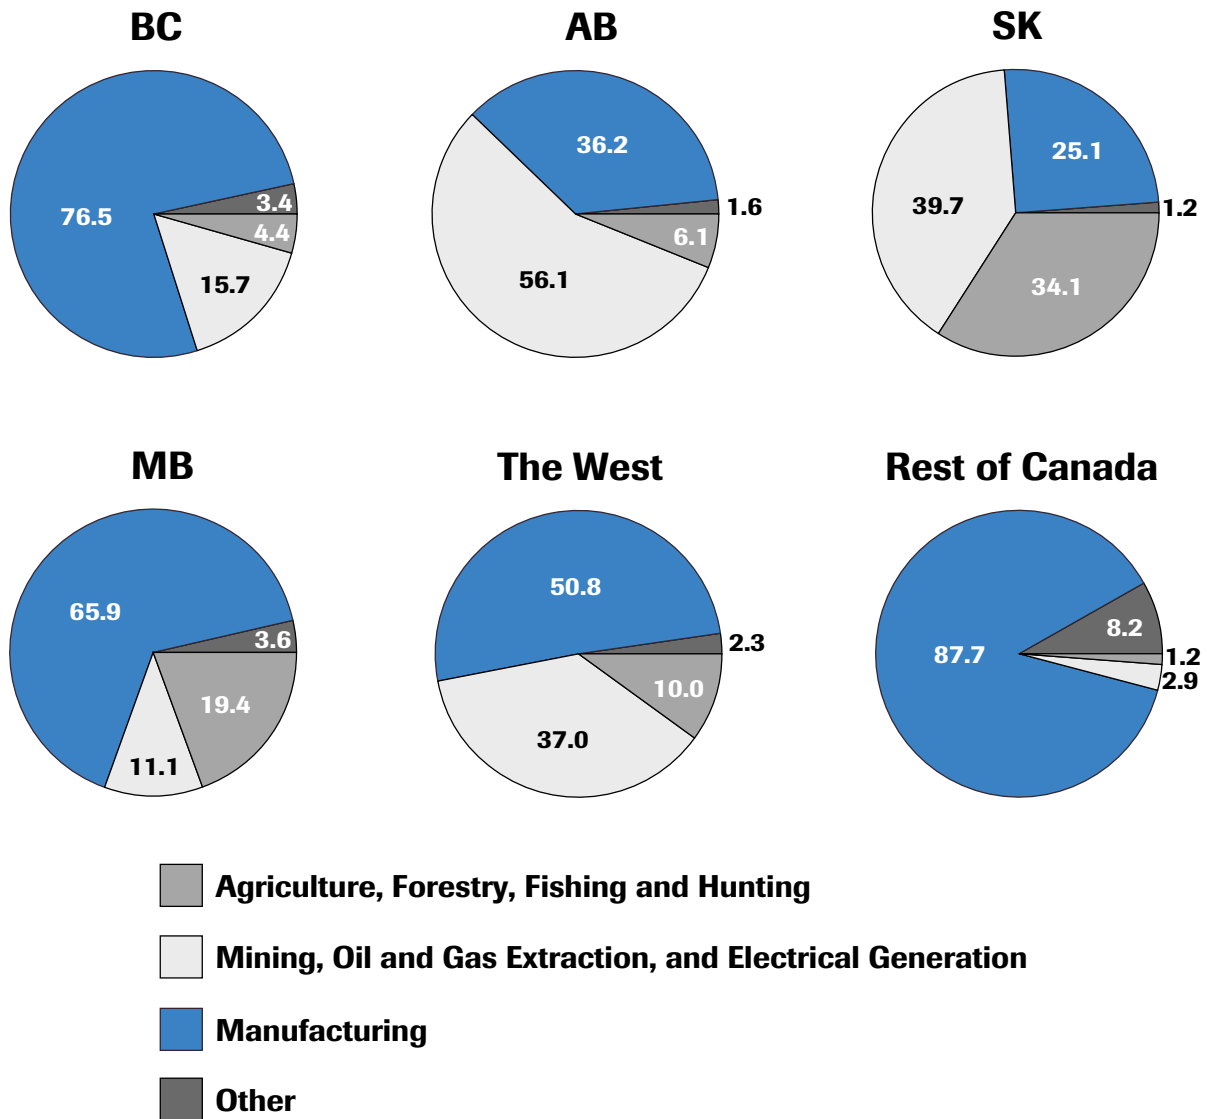 BC
AB
SK
76.5
3.4
4.4
15.7
36.2
1.6
6.1
56.1
25.1
1.2
39.7
34.1
MB
The West
Rest of Canada
65.9
3.6
19.4
11.1
50.8
2.3
10.0
37.0
87.7
8.2
1.2
2.9
Agriculture, Forestry, Fishing and Hunting
Mining, Oil and Gas Extraction, and Electrical Generation
Manufacturing
Other